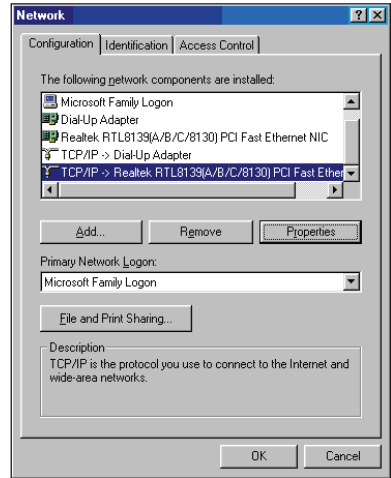 Network
Configuration Identification Access Control
The following network components are installed:
Microsoft Family Logon
Dial-Up Adapter
Realtek RTL8139(A/B/C/8130) PCI Fast Ethernet NIC
TCP/IP -> Dial-Up Adapter
TCP/IP -> Realtek RTL8139(A/B/C/8130) PCI Fast Ether
Add... Remove Properties
Primary Network Logon:
Microsoft Family Logon
File and Print Sharing...
Description
TCP/IP is the protocol you use to connect to the Internet and
wide-area networks.
OK Cancel